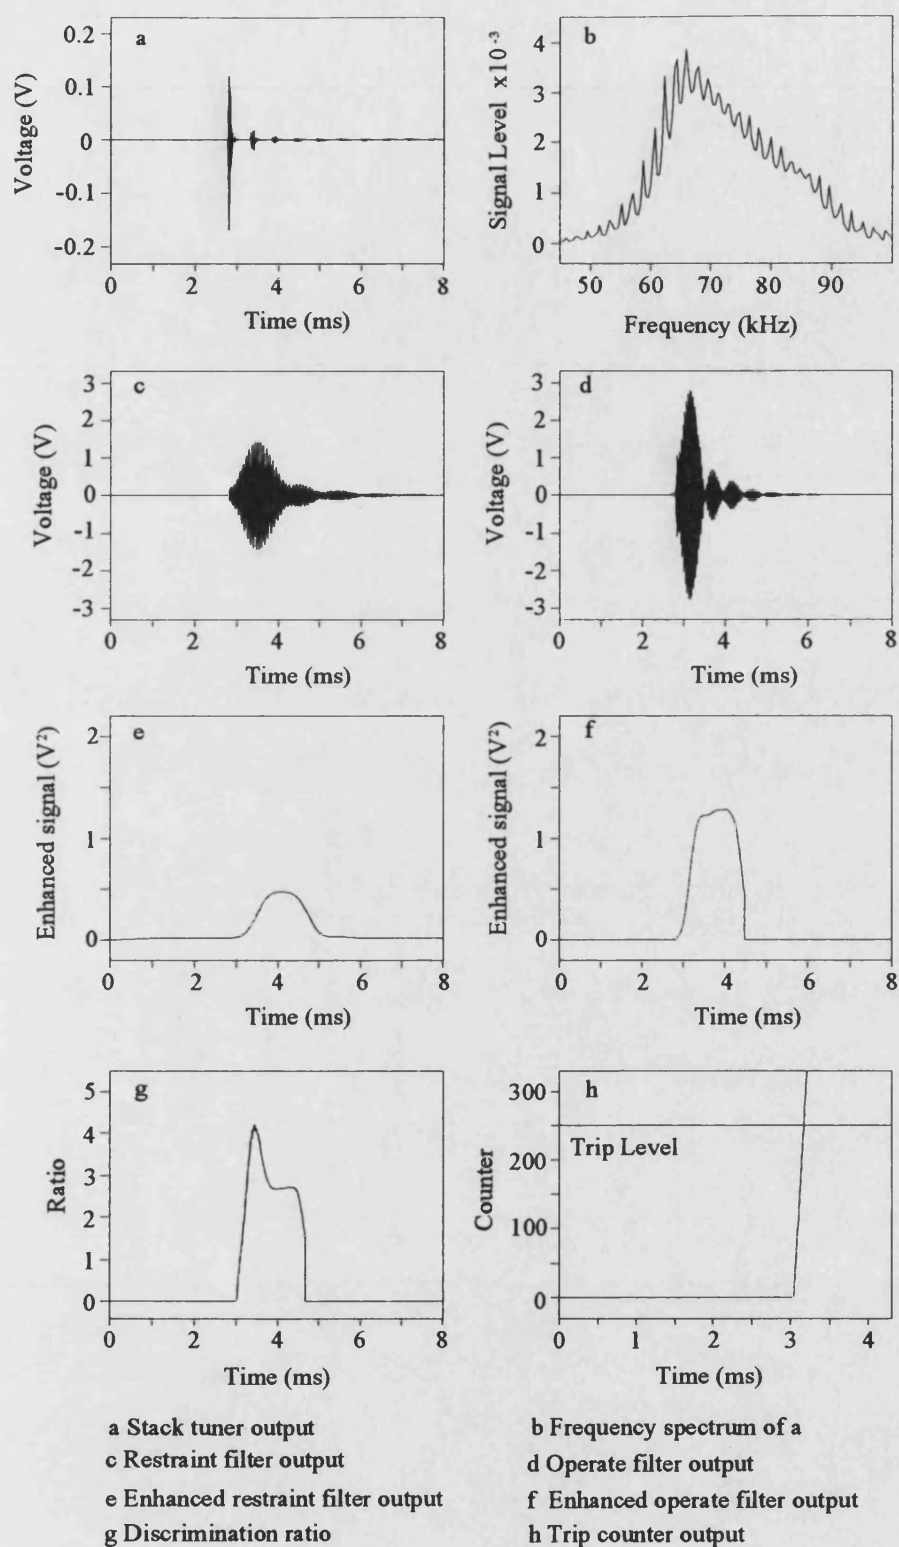 a
0.2
0.1
0
-0.1
-0.2
Voltage (V)
0 2 4 6 8
Time (ms)
b
4
3
2
1
0
Signal Level x10⁻³
50 60 70 80 90
Frequency (kHz)
c
3
2
1
0
-1
-2
-3
Voltage (V)
0 2 4 6 8
Time (ms)
d
3
2
1
0
-1
-2
-3
Voltage (V)
0 2 4 6 8
Time (ms)
e
2
1
0
Enhanced signal (V²)
0 2 4 6 8
Time (ms)
f
2
1
0
Enhanced signal (V²)
0 2 4 6 8
Time (ms)
g
5
4
3
2
1
0
Ratio
0 2 4 6 8
Time (ms)
h
300
200
100
0
Trip Level
Counter
0 1 2 3 4
Time (ms)
a Stack tuner output
b Frequency spectrum of a
c Restraint filter output
d Operate filter output
e Enhanced restraint filter output
f Enhanced operate filter output
g Discrimination ratio
h Trip counter output